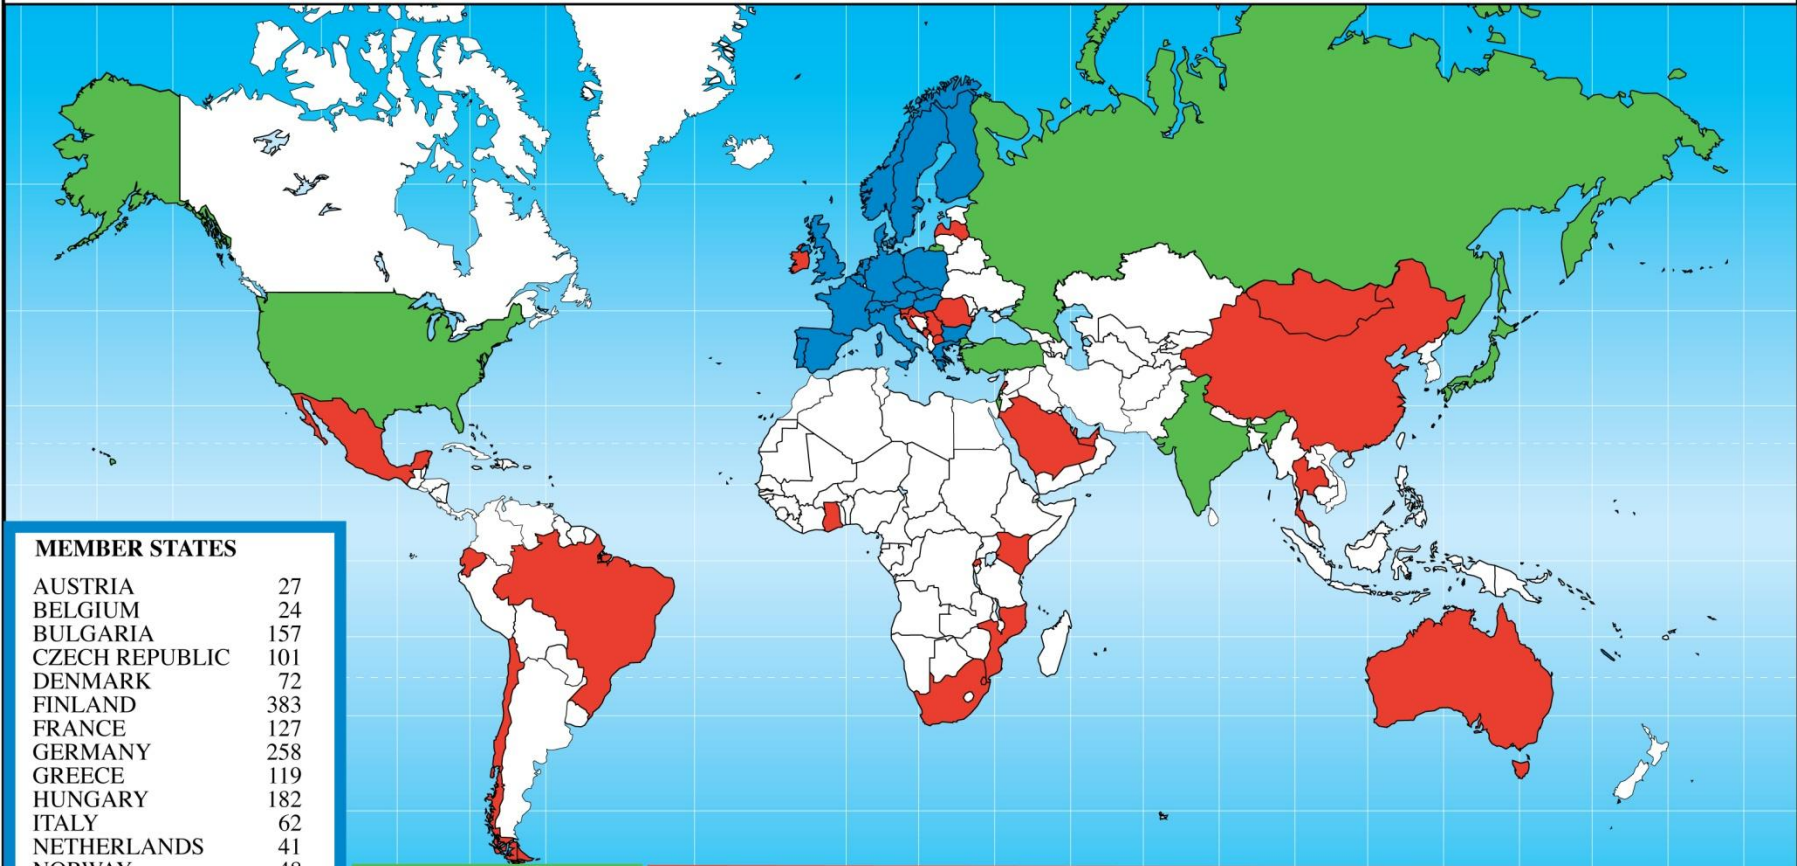 MEMBER STATES
AUSTRIA 27
BELGIUM 24
BULGARIA 157
CZECH REPUBLIC 101
DENMARK 72
FINLAND 383
FRANCE 127
GERMANY 258
GREECE 119
HUNGARY 182
ITALY 62
NETHERLANDS 41